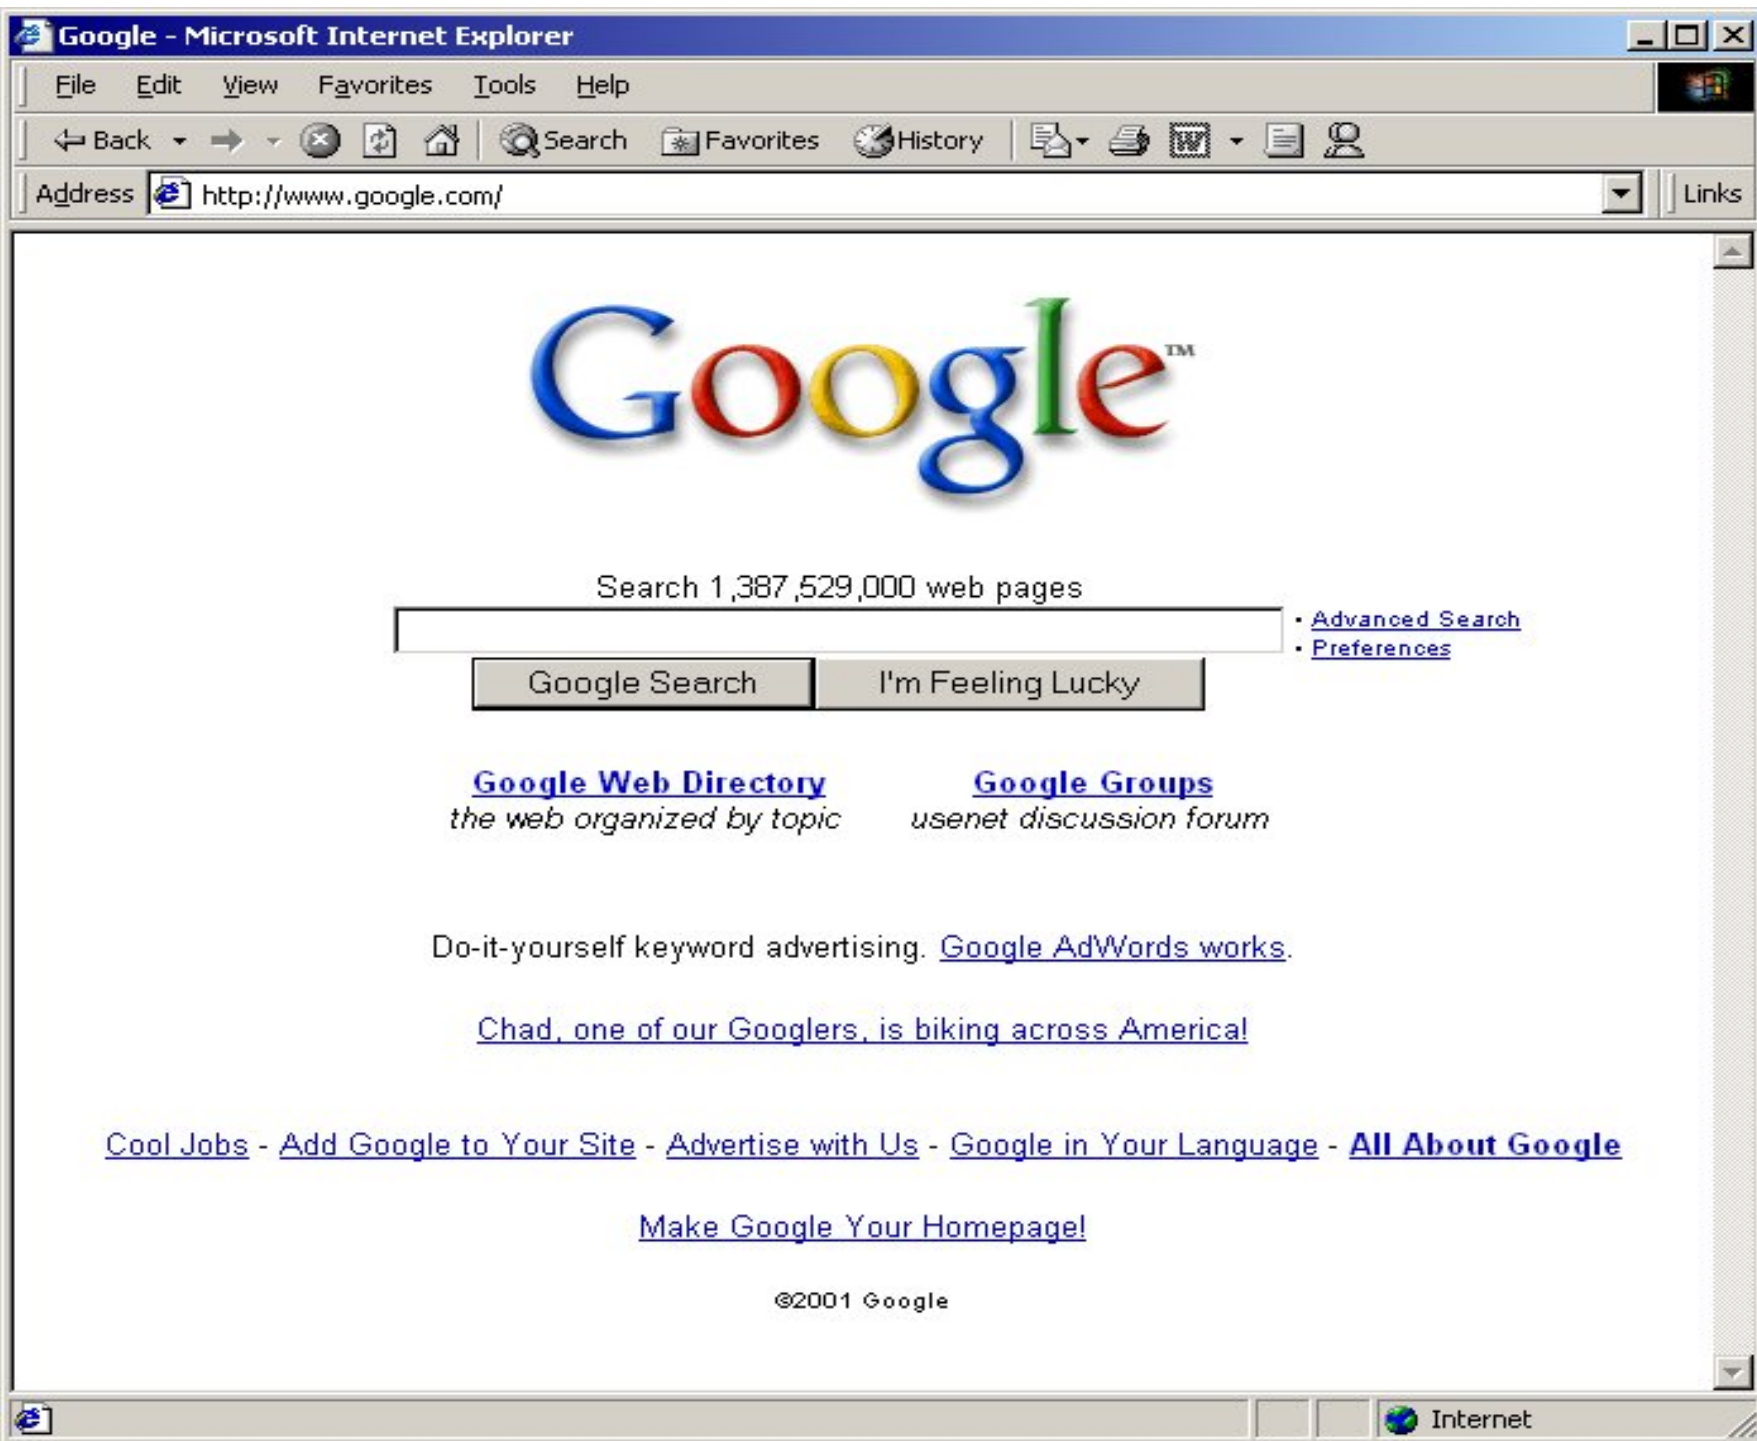 Google - Microsoft Internet Explorer
File Edit View Favorites Tools Help
Back Search Favorites History
Address http://www.google.com/ Links
Google™
Search 1,387,529,000 web pages
• Advanced Search
• Preferences
Google Search I'm Feeling Lucky
Google Web Directory Google Groups
the web organized by topic usenet discussion forum
Do-it-yourself keyword advertising. Google AdWords works.
Chad, one of our Googlers, is biking across America!
Cool Jobs - Add Google to Your Site - Advertise with Us - Google in Your Language - All About Google
Make Google Your Homepage!
©2001 Google
Internet